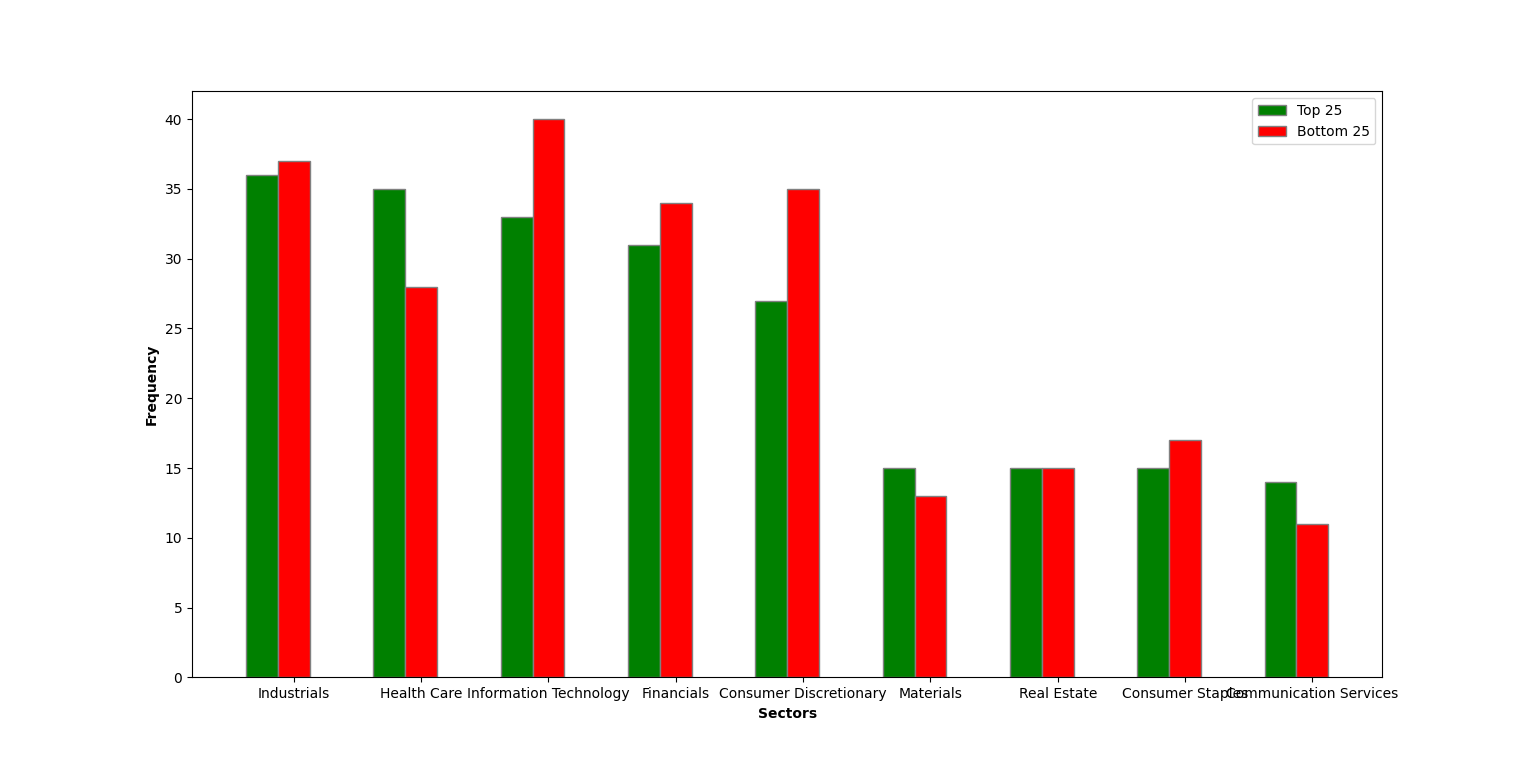 Top 25
Bottom 25
40
35
30
25
20
15
10
5
0
Frequency
Industrials Health Care Information Technology Financials Consumer Discretionary Materials Real Estate Consumer Staples Communication Services
Sectors